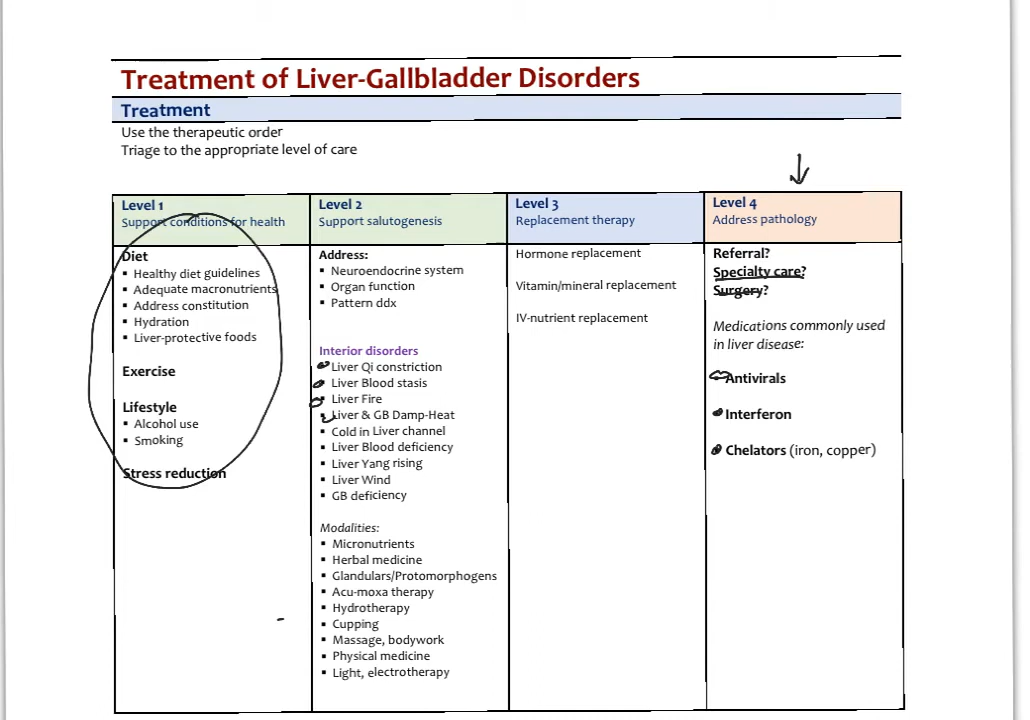 Treatment of Liver-Gallbladder Disorders
Treatment
Use the therapeutic order
Triage to the appropriate level of care
Level 1
Support conditions for health
Diet
▪ Healthy diet guidelines
▪ Adequate macronutrients
▪ Address constitution
▪ Hydration
▪ Liver-protective foods
Exercise
Lifestyle
▪ Alcohol use
▪ Smoking
Stress reduction
Level 2
Support salutogenesis
Address:
▪ Neuroendocrine system
▪ Organ function
▪ Pattern ddx
Interior disorders
▪ Liver Qi constriction
▪ Liver Blood stasis
▪ Liver Fire
▪ Liver & GB Damp-Heat
▪ Cold in Liver channel
▪ Liver Blood deficiency
▪ Liver Yang rising
▪ Liver Wind
▪ GB deficiency
Modalities:
▪ Micronutrients
▪ Herbal medicine
▪ Glandulars/Protomorphogens
▪ Acu-moxa therapy
▪ Hydrotherapy
▪ Cupping
▪ Massage, bodywork
▪ Physical medicine
▪ Light, electrotherapy
Level 3
Replacement therapy
Hormone replacement
Vitamin/mineral replacement
IV-nutrient replacement
Level 4
Address pathology
Referral?
Specialty care?
Surgery?
Medications commonly used
in liver disease:
Antivirals
Interferon
Chelators (iron, copper)